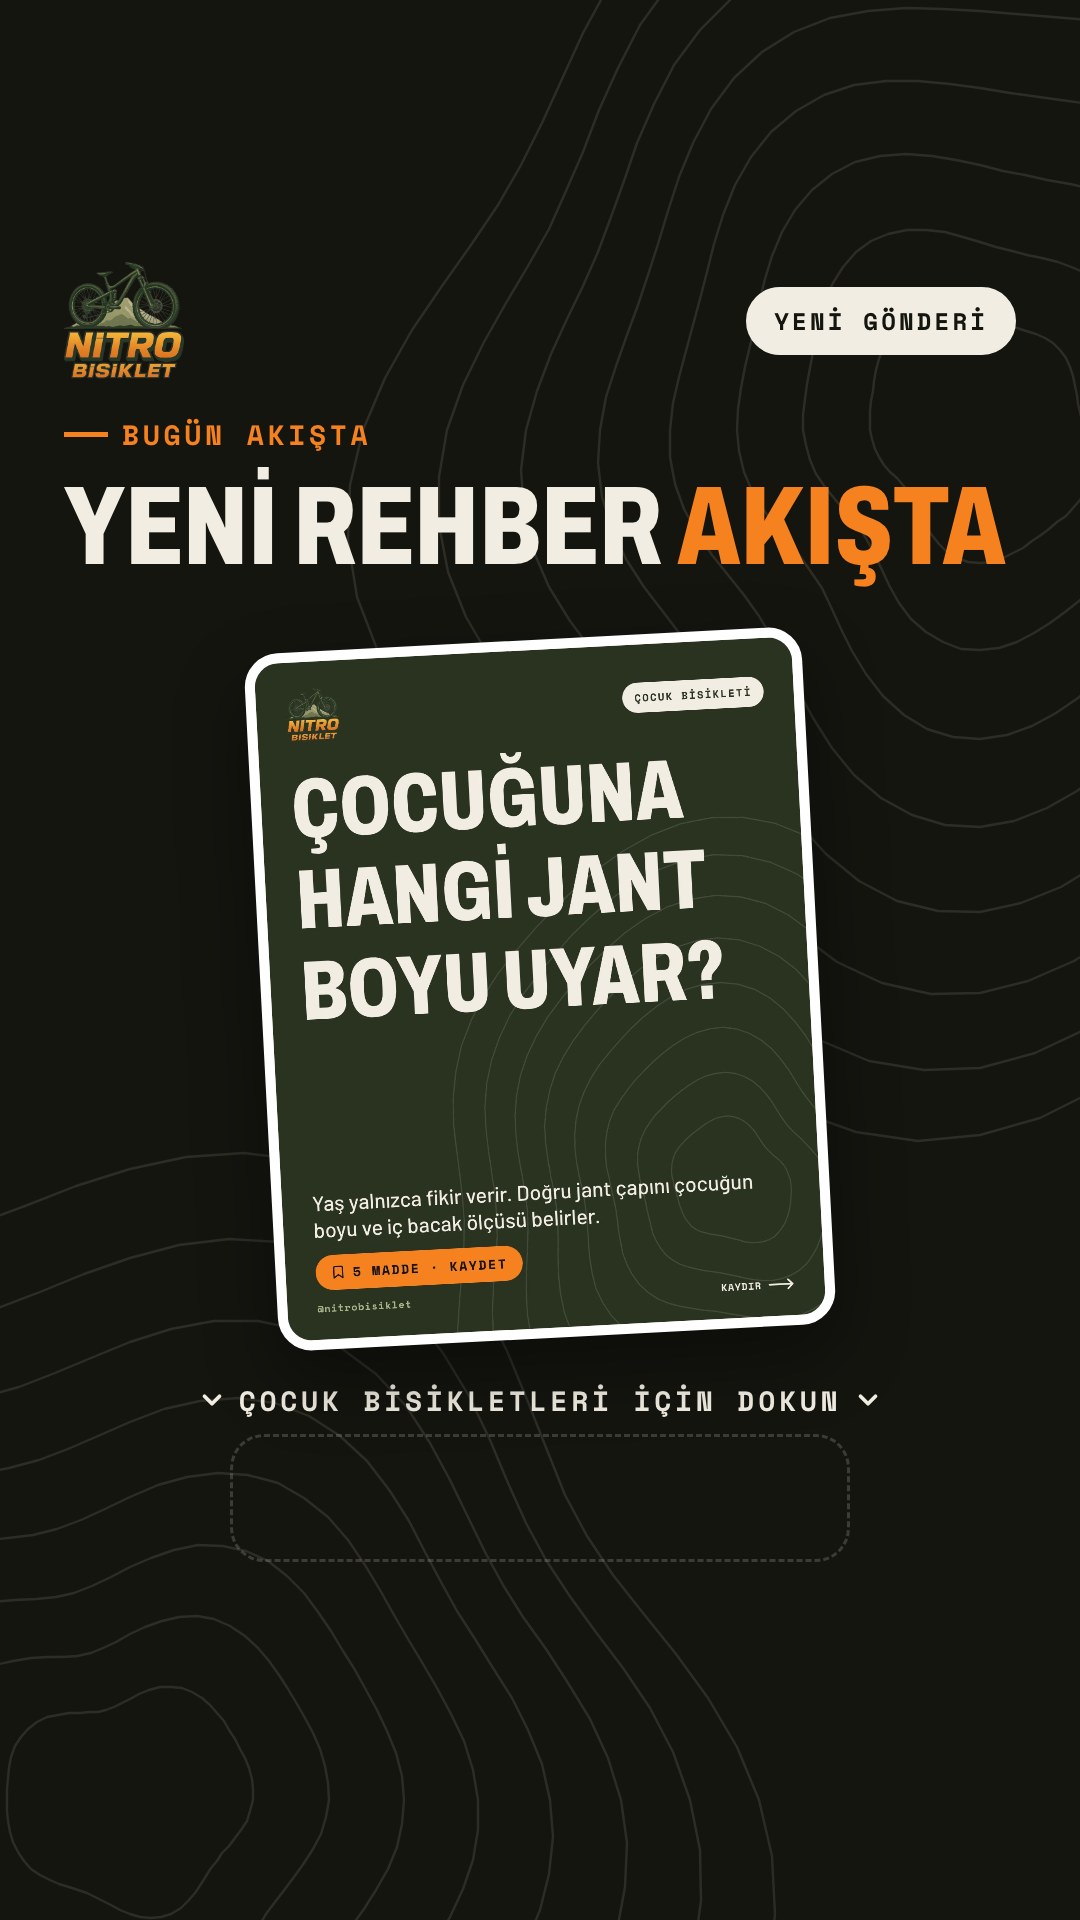 NiTRO
BiSiKLET
YENİ GÖNDERİ
BUGÜN AKIŞTA
YENİ REHBER AKIŞTA
NiTRO
BiSiKLET
ÇOCUK BİSİKLETİ
ÇOCUĞUNA
HANGİ JANT
BOYU UYAR?
Yaş yalnızca fikir verir. Doğru jant çapını çocuğun
boyu ve iç bacak ölçüsü belirler.
5 MADDE · KAYDET
@nitrobisiklet
KAYDIR
ÇOCUK BİSİKLETLERİ İÇİN DOKUN